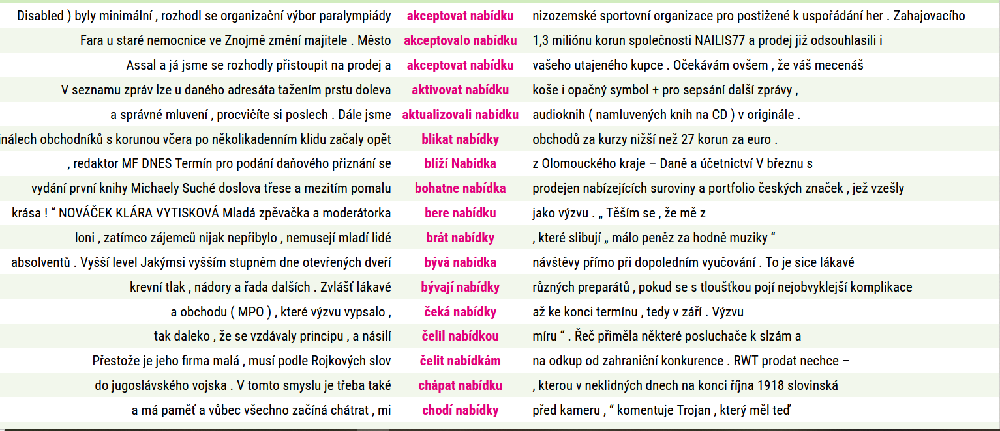 Disabled ) byly minimální , rozhodl se organizační výbor paralympiády akceptovat nabídku nizozemské sportovní organizace pro postižené k uspořádání her . Zahajovacího
Fara u staré nemocnice ve Znojmě změní majitele . Město akceptovalo nabídku 1,3 miliónu korun společnosti NAILIS77 a prodej již odsouhlasili i
Assal a já jsme se rozhodly přistoupit na prodej a akceptovat nabídku vašeho utajeného kupce . Očekávám ovšem , že váš mecenáš
V seznamu zpráv lze u daného adresáta tažením prstu doleva aktivovat nabídku koše i opačný symbol + pro sepsání další zprávy ,
a správné mluvení , procvičíte si poslech . Dále jsme aktualizovali nabídku audioknih ( namluvených knih na CD ) v originále .
inálech obchodníků s korunou včera po několikadenním klidu začaly opět blikat nabídky obchodů za kurzy nižší než 27 korun za euro .
, redaktor MF DNES Termín pro podání daňového přiznání se blíží Nabídka z Olomouckého kraje – Daně a účetnictví V březnu s
vydání první knihy Michaely Suché doslova třese a mezitím pomalu bohatne nabídka prodejen nabízejících suroviny a portfolio českých značek , jež vzešly
krása ! “ NOVÁČEK KLÁRA VYTISKOVÁ Mladá zpěvačka a moderátorka bere nabídku jako výzvu . „ Těším se , že mě z
loni , zatímco zájemců nijak nepřibylo , nemusejí mladí lidé brát nabídky , které slibují „ málo peněz za hodně muziky “
absolventů . Vyšší level Jakýmsi vyšším stupněm dne otevřených dveří bývá nabídka návštěvy přímo při dopoledním vyučování . To je sice lákavé
krevní tlak , nádory a řada dalších . Zvlášť lákavé bývají nabídky různých preparátů , pokud se s tloušťkou pojí nejobvyklejší komplikace
a obchodu ( MPO ) , které výzvu vypsalo , čeká nabídky až ke konci termínu , tedy v září . Výzvu
tak daleko , že se vzdávaly principu , a násilí čelil nabídkou míru “ . Řeč přiměla některé posluchače k slzám a
Přestože je jeho firma malá , musí podle Rojkových slov čelit nabídkám na odkup od zahraniční konkurence . RWT prodat nechce –
do jugoslávského vojska . V tomto smyslu je třeba také chápat nabídku , kterou v neklidných dnech na konci října 1918 slovinská
a má paměť a vůbec všechno začíná chátrat , mi chodí nabídky před kameru , “ komentuje Trojan , který měl teď